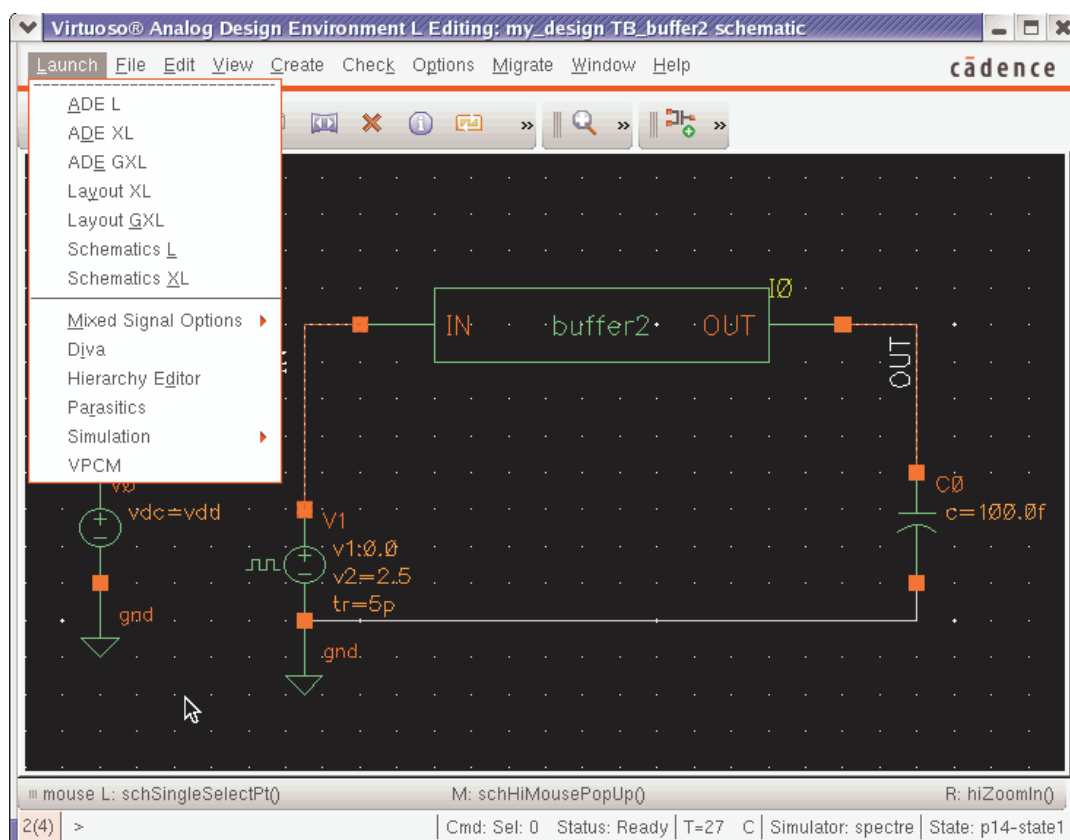 Virtuoso® Analog Design Environment L Editing: my_design TB_buffer2 schematic
Launch File Edit View Create Check Options Migrate Window Help
cādence
ADE L
ADE XL
ADE GXL
Layout XL
Layout GXL
Schematics L
Schematics XL
Mixed Signal Options
Diva
Hierarchy Editor
Parasitics
Simulation
VPCM
» » »
I0
IN buffer2 OUT
OUT
V0
vdc=vdd
gnd
V1
v1:0.0
v2=2.5
tr=5p
gnd
C0
c=100.0f
mouse L: schSingleSelectPt() M: schHiMousePopUp() R: hiZoomIn()
2(4) > Cmd: Sel: 0 Status: Ready T=27 C Simulator: spectre State: p14-state1